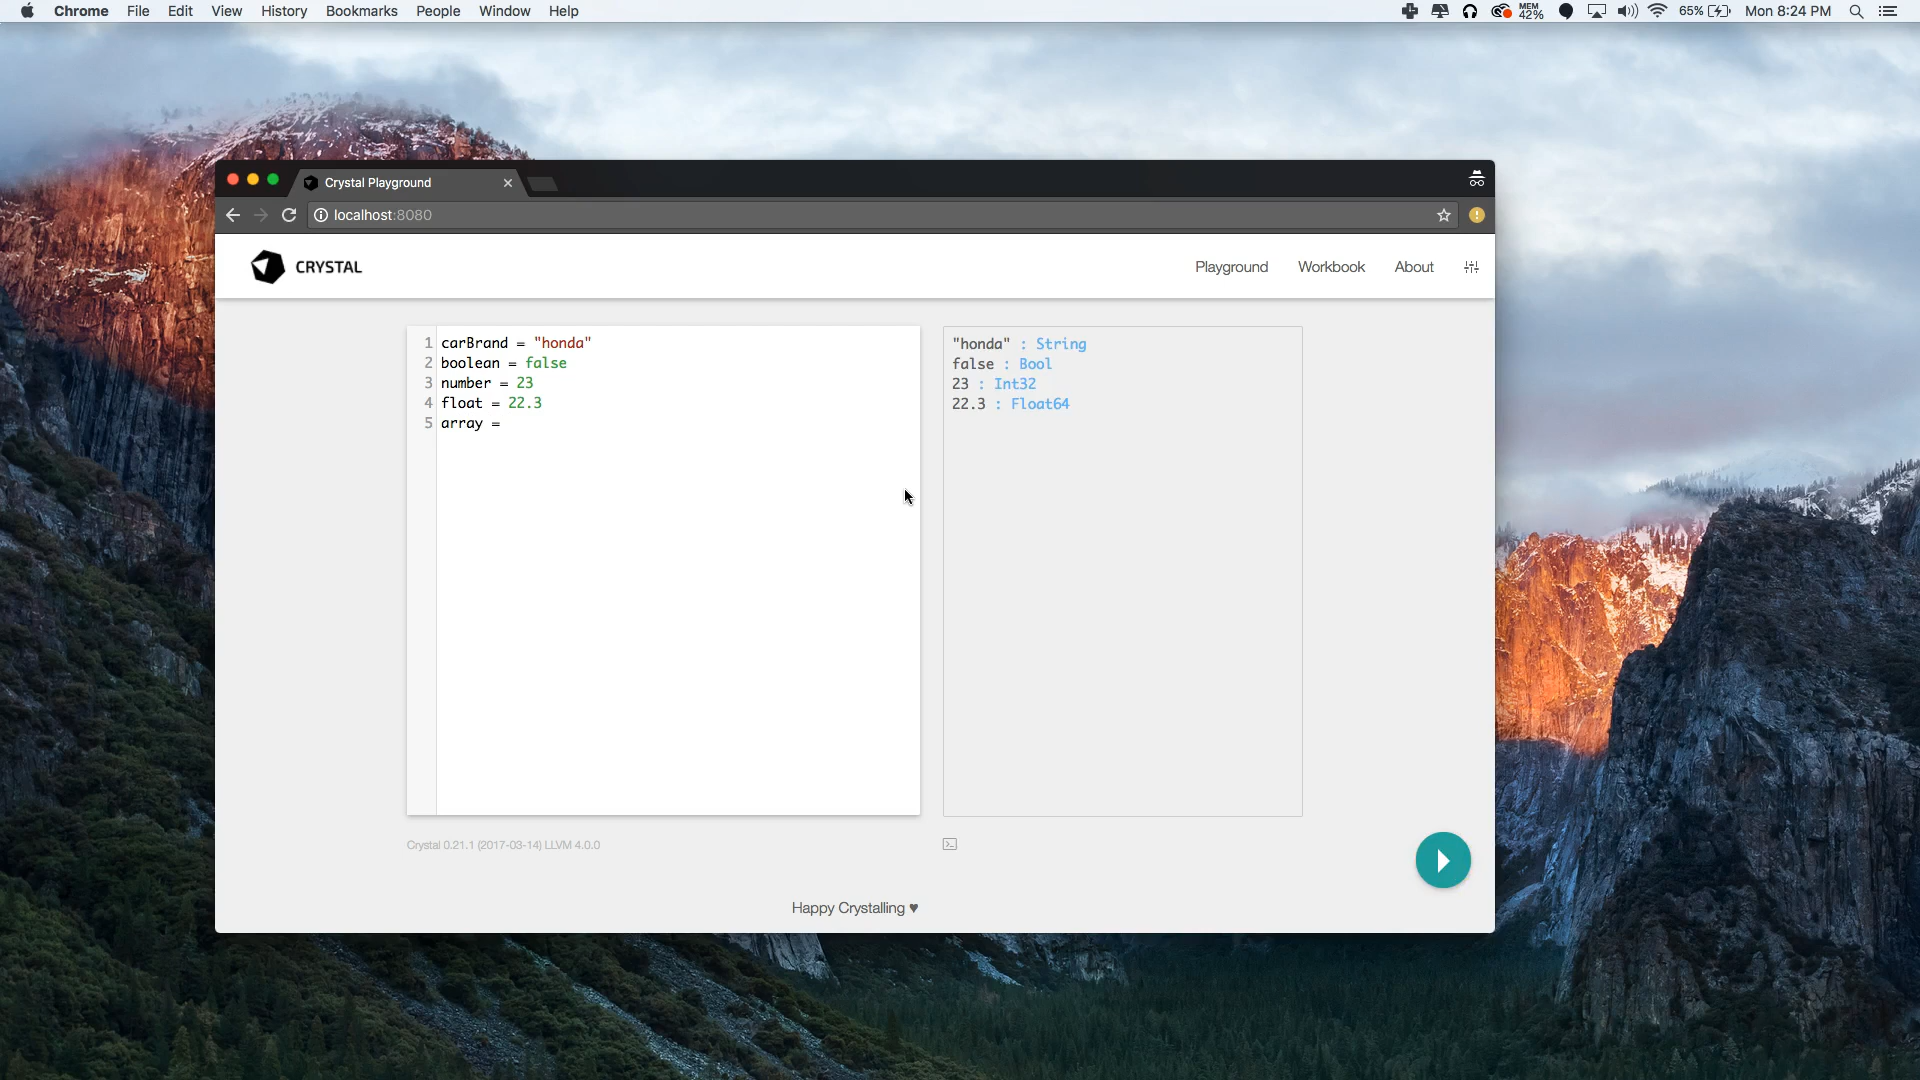 Chrome File Edit View History Bookmarks People Window Help MEM 42% 65% Mon 8:24 PM
Crystal Playground
localhost:8080
CRYSTAL Playground Workbook About
1 carBrand = "honda"
2 boolean = false
3 number = 23
4 float = 22.3
5 array =
"honda" : String
false : Bool
23 : Int32
22.3 : Float64
Crystal 0.21.1 (2017-03-14) LLVM 4.0.0
Happy Crystalling ♥